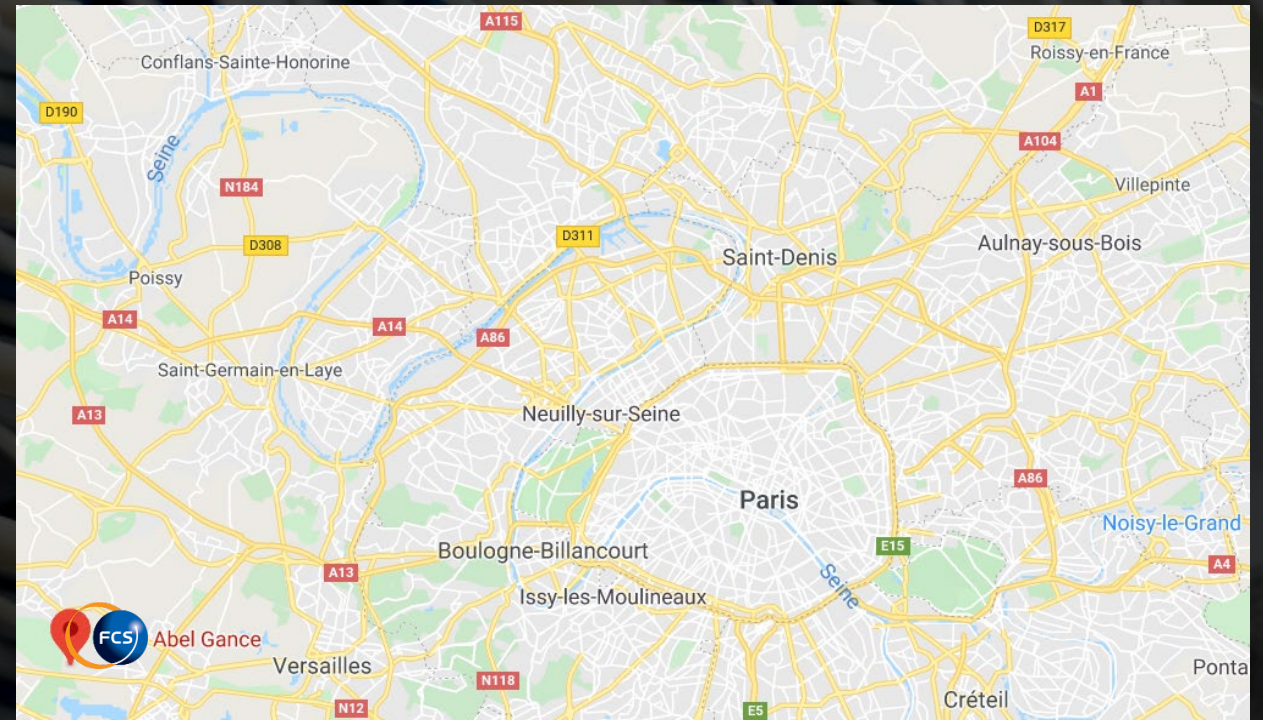 A115
D317
Roissy-en-France
Conflans-Sainte-Honorine
A1
D190
A104
Seine
N184
Villepinte
D311
D308
Aulnay-sous-Bois
Saint-Denis
Poissy
A14
A14
A86
Saint-Germain-en-Laye
A13
Neuilly-sur-Seine
A86
Paris
Noisy-le-Grand
E15
Boulogne-Billancourt
A4
A13
Seine
Issy-les-Moulineaux
FCS
Abel Gance
Versailles
Ponta
N118
Créteil
N12
E5